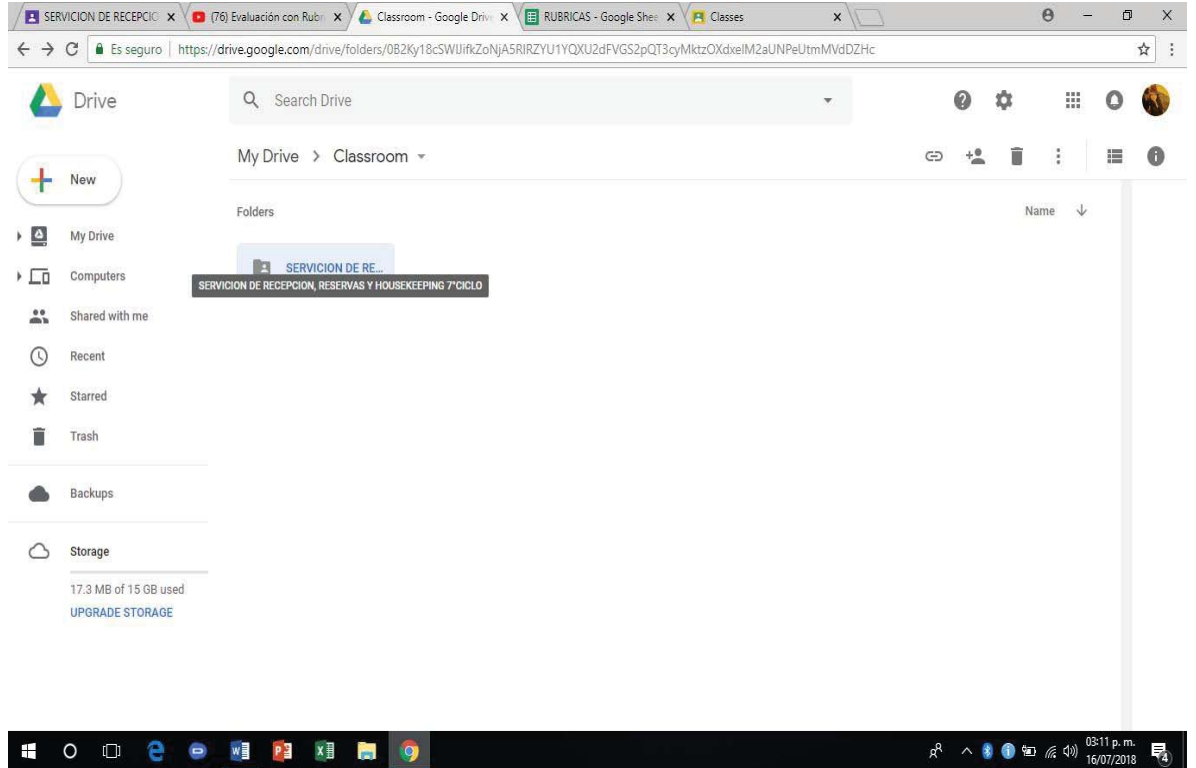 SERVICION DE RECEPCIO
(76) Evaluación con Rubr
Classroom - Google Driv
RUBRICAS - Google Shee
Clases
Es seguro
https://drive.google.com/drive/folders/0B2Ky18cSWlJifkZoNjA5RlRZYU1YQXU2dFVGS2pQT3cyMktzOXdxelM2aUNPeUtmMVdDZHc
Drive
Search Drive
My Drive > Classroom
New
Folders
Name
My Drive
SERVICION DE RE...
Computers
SERVICION DE RECEPCION, RESERVAS Y HOUSEKEEPING 7°CICLO
Shared with me
Recent
Starred
Trash
Backups
Storage
17.3 MB of 15 GB used
UPGRADE STORAGE
03:11 p. m.
16/07/2018
4